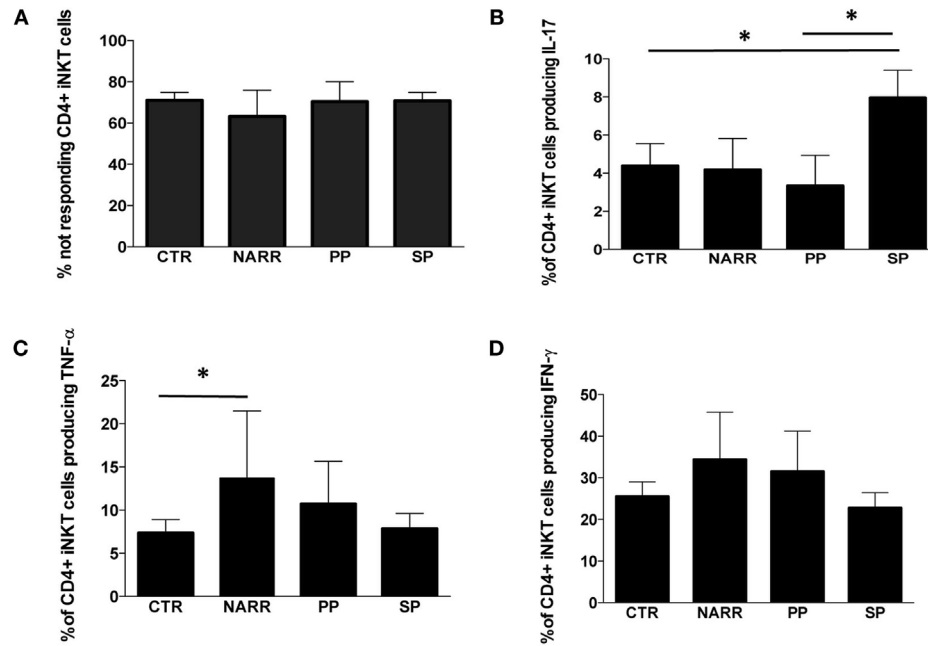 A
% not responding CD4+ iNKT cells
100
80
60
40
20
0
CTR NARR PP SP
B
%of CD4+ iNKT cells producing IL-17
* *
10
8
6
4
2
0
CTR NARR PP SP
C
%of CD4+ iNKT cells producing TNF-α
*
25
20
15
10
5
0
CTR NARR PP SP
D
%of CD4+ iNKT cells producing IFN-γ
50
40
30
20
10
0
CTR NARR PP SP